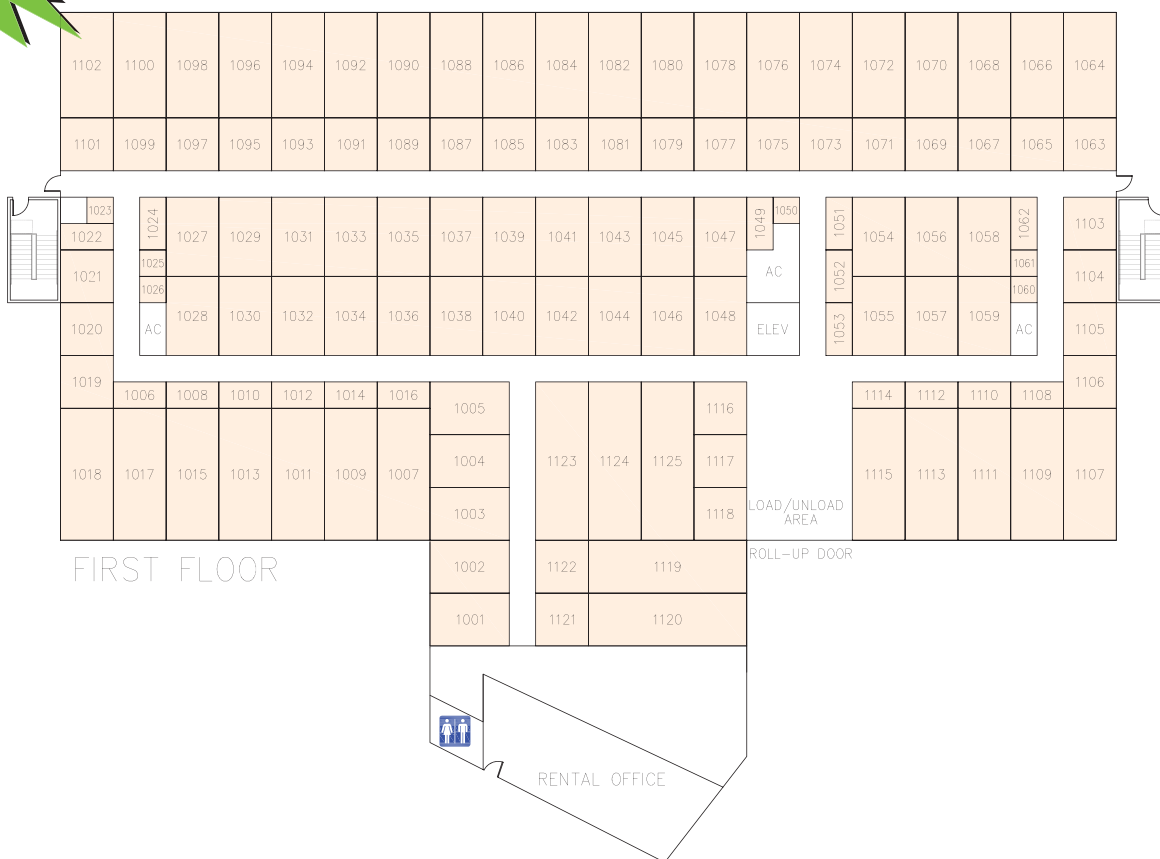 1102 1100 1098 1096 1094 1092 1090 1088 1086 1084 1082 1080 1078 1076 1074 1072 1070 1068 1066 1064
1101 1099 1097 1095 1093 1091 1089 1087 1085 1083 1081 1079 1077 1075 1073 1071 1069 1067 1065 1063
1023 1050
1022 1024 1027 1029 1031 1033 1035 1037 1039 1041 1043 1045 1047 1049 1051 1054 1056 1058 1062 1103
1025 1061
1021 AC 1052 1104
1026 1060
1020 AC 1028 1030 1032 1034 1036 1038 1040 1042 1044 1046 1048 ELEV 1053 1055 1057 1059 AC 1105
1019 1106
1006 1008 1010 1012 1014 1016 1005 1116 1114 1112 1110 1108
1018 1017 1015 1013 1011 1009 1007 1004 1123 1124 1125 1117 1115 1113 1111 1109 1107
1003 1118 LOAD/UNLOAD
AREA
ROLL-UP DOOR
FIRST FLOOR 1002 1122 1119
1001 1121 1120
RENTAL OFFICE